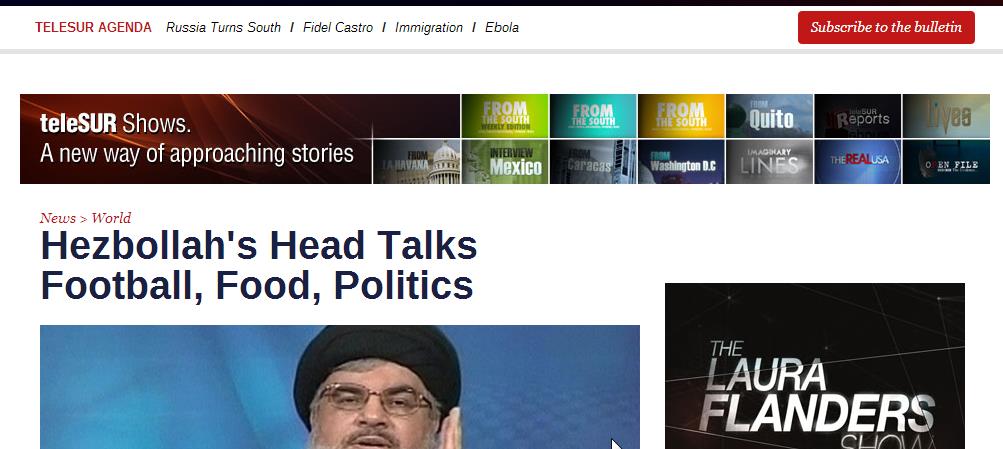 TELESUR AGENDA Russia Turns South / Fidel Castro / Immigration / Ebola
Subscribe to the bulletin
teleSUR Shows.
A new way of approaching stories
FROM THE SOUTH WEEKLY EDITION
FROM THE SOUTH
FROM THE SOUTH
FROM Quito
teleSUR Reports
lives
FROM LA HAVANA
INTERVIEW FROM Mexico
FROM Caracas
FROM Washington D.C
IMAGINARY LINES
THE REAL USA
OPEN FILE
News > World
Hezbollah's Head Talks
Football, Food, Politics
THE
LAURA
FLANDERS
SHOW